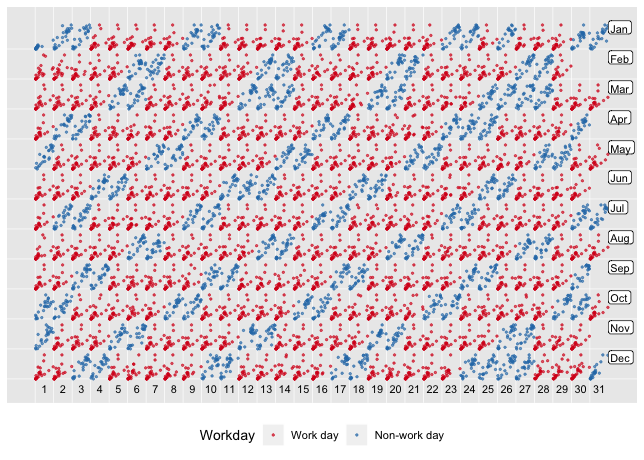 Jan
Feb
Mar
Apr
May
Jun
Jul
Aug
Sep
Oct
Nov
Dec
1 2 3 4 5 6 7 8 9 10 11 12 13 14 15 16 17 18 19 20 21 22 23 24 25 26 27 28 29 30 31
Workday Work day Non-work day